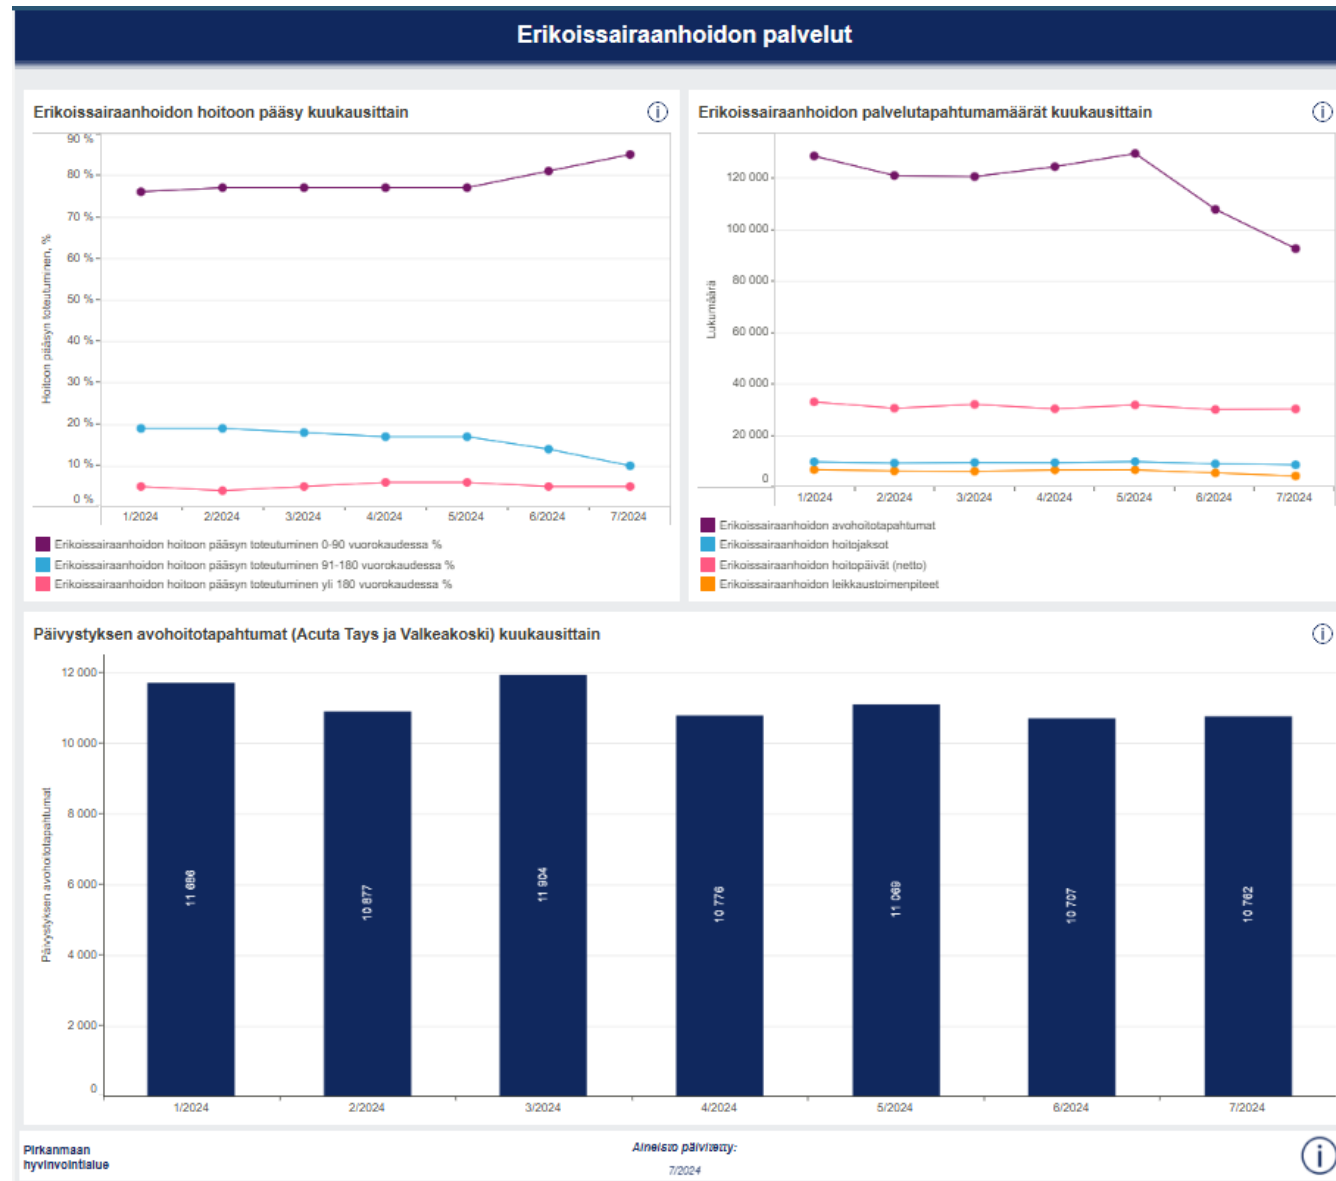 Erikoissairaanhoidon palvelut
Erikoissairaanhoidon hoitoon pääsy kuukausittain
90 %
80 %
70 %
60 %
50 %
40 %
30 %
20 %
10 %
0 %
Hoitoon pääsyn toteutuminen, %
1/2024 2/2024 3/2024 4/2024 5/2024 6/2024 7/2024
Erikoissairaanhoidon hoitoon pääsyn toteutuminen 0-90 vuorokaudessa %
Erikoissairaanhoidon hoitoon pääsyn toteutuminen 91-180 vuorokaudessa %
Erikoissairaanhoidon hoitoon pääsyn toteutuminen yli 180 vuorokaudessa %
Erikoissairaanhoidon palvelutapahtumamäärät kuukausittain
120 000
100 000
80 000
60 000
40 000
20 000
0
Lukumäärä
1/2024 2/2024 3/2024 4/2024 5/2024 6/2024 7/2024
Erikoissairaanhoidon avohoitotapahtumat
Erikoissairaanhoidon hoitojaksot
Erikoissairaanhoidon hoitopäivät (netto)
Erikoissairaanhoidon leikkaustoimenpiteet
Päivystyksen avohoitotapahtumat (Acuta Tays ja Valkeakoski) kuukausittain
12 000
10 000
8 000
6 000
4 000
2 000
0
Päivystyksen avohoitotapahtumat
11 686
10 877
11 904
10 776
11 069
10 707
10 762
1/2024 2/2024 3/2024 4/2024 5/2024 6/2024 7/2024
Pirkanmaan
hyvinvointialue
Aineisto päivitetty:
7/2024